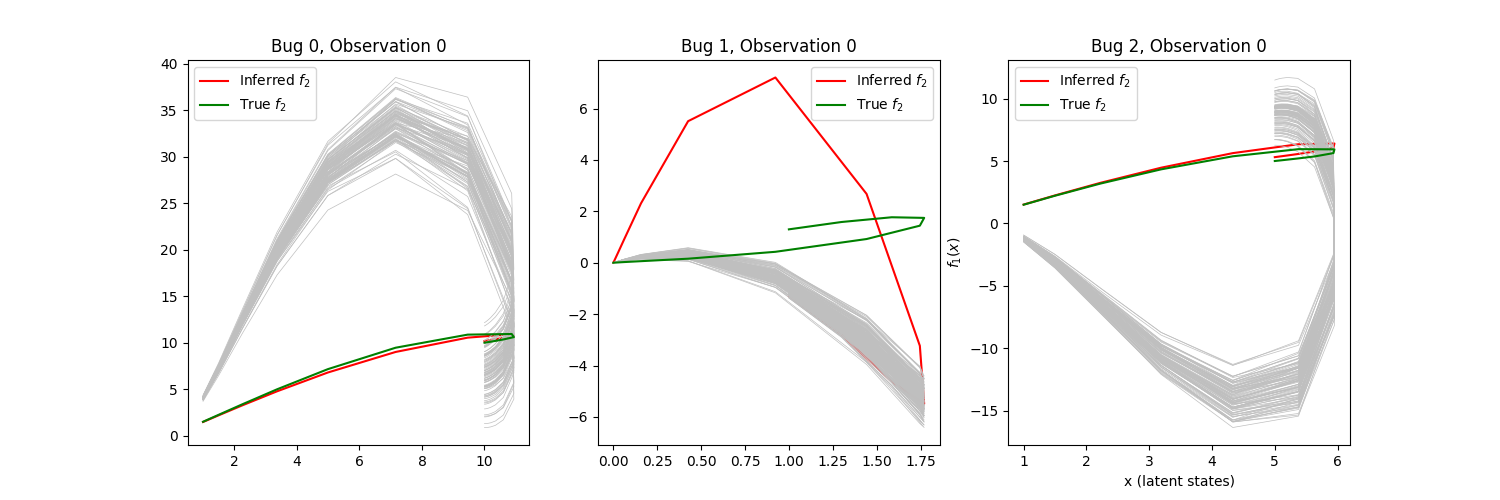 Bug 0, Observation 0
Inferred f₂
True f₂
40
35
30
25
20
15
10
5
0
2 4 6 8 10
Bug 1, Observation 0
Inferred f₂
True f₂
6
4
2
0
−2
−4
−6
0.00 0.25 0.50 0.75 1.00 1.25 1.50 1.75
Bug 2, Observation 0
Inferred f₂
True f₂
f₁(x)
10
5
0
−5
−10
−15
1 2 3 4 5 6
x (latent states)